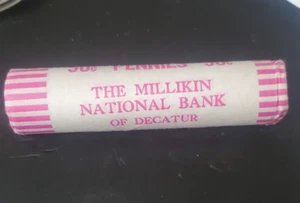 50¢ PENNIES 50¢
THE MILLIKIN
NATIONAL BANK
OF DECATUR